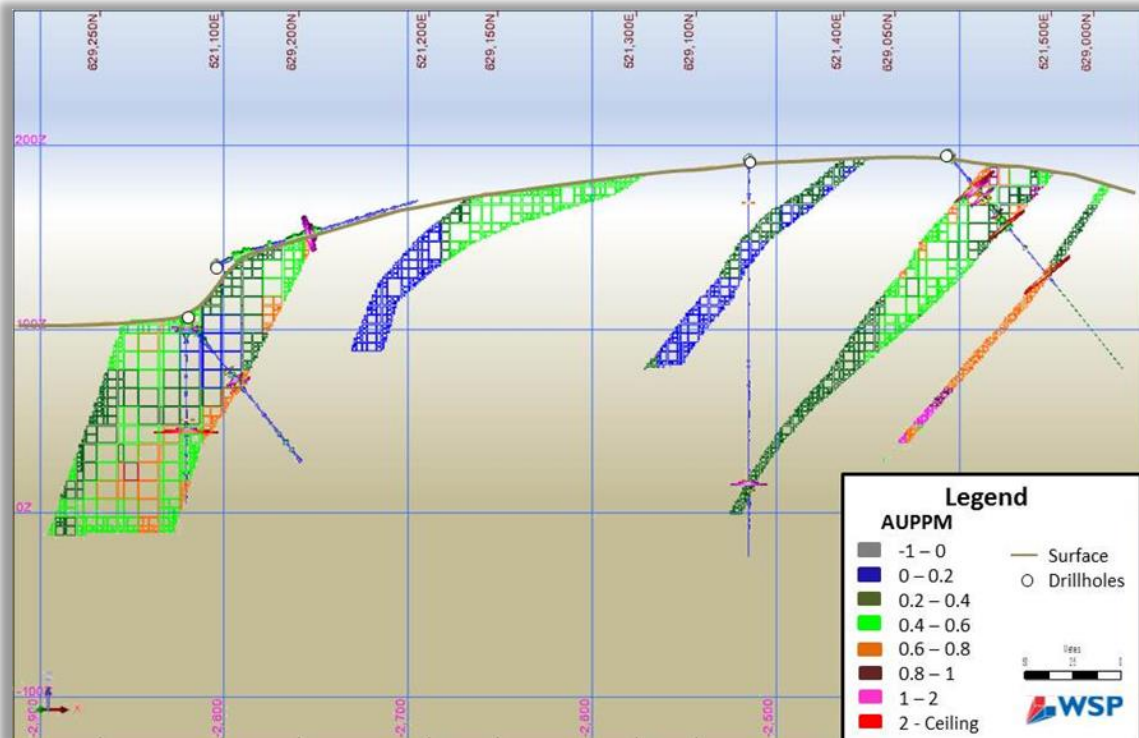 629,250N
521,100E
629,200N
521,200E
629,150N
521,300E
629,100N
521,400E
629,050N
521,500E
629,000N
200Z
100Z
0Z
-100Z
-2,900
-2,800
-2,700
-2,600
-2,500
X
Legend
AUPPM
-1 – 0
0 – 0.2
0.2 – 0.4
0.4 – 0.6
0.6 – 0.8
0.8 – 1
1 – 2
2 - Ceiling
Surface
Drillholes
WSP